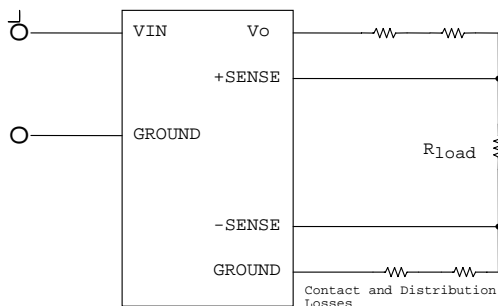 VIN
Vo
+SENSE
GROUND
Rload
-SENSE
GROUND
Contact and Distribution
Losses